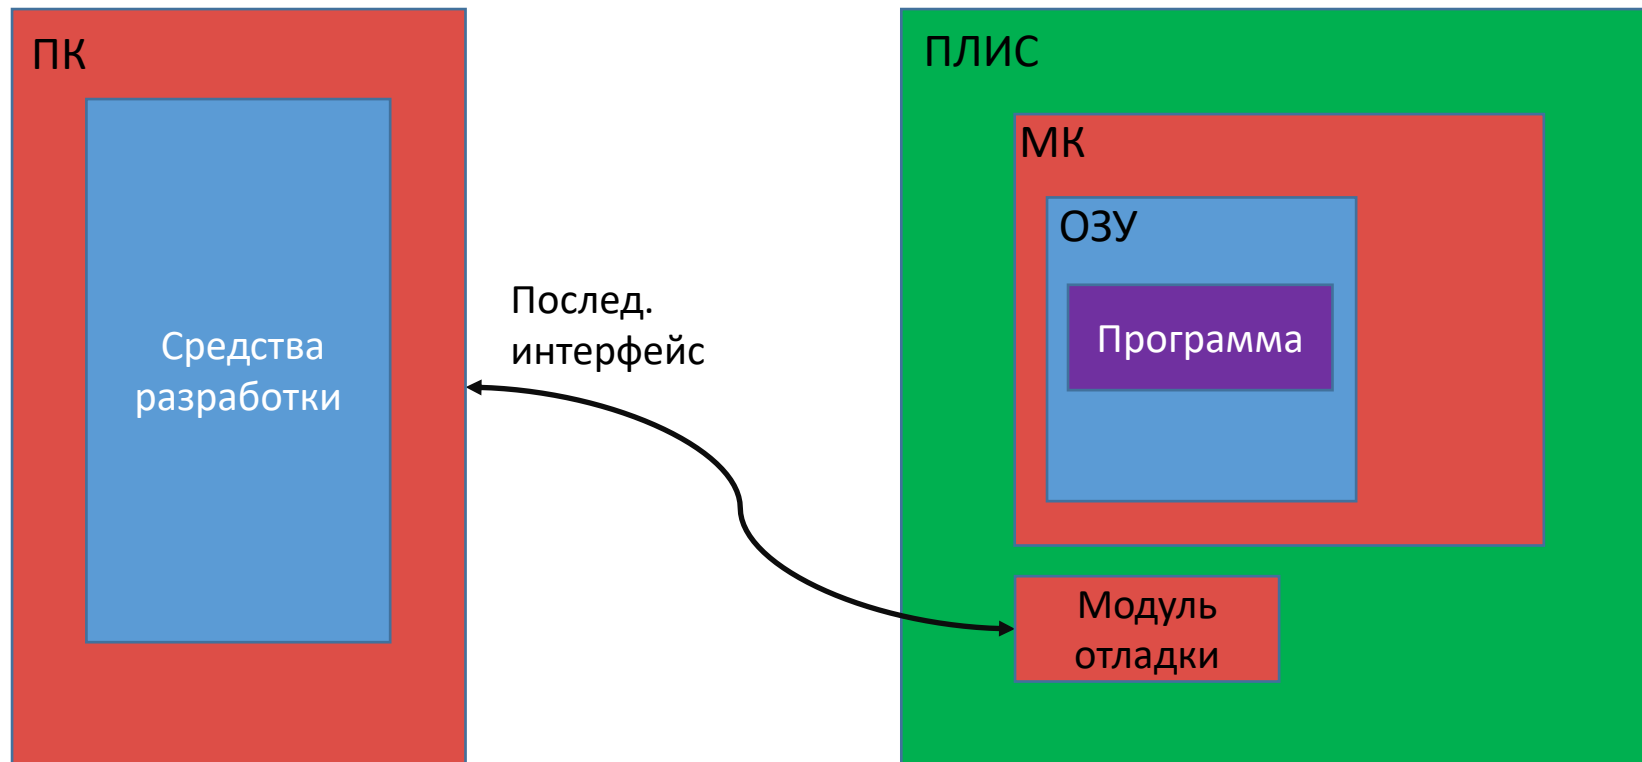 ПК
Средства
разработки
Послед.
интерфейс
ПЛИС
МК
ОЗУ
Программа
Модуль
отладки